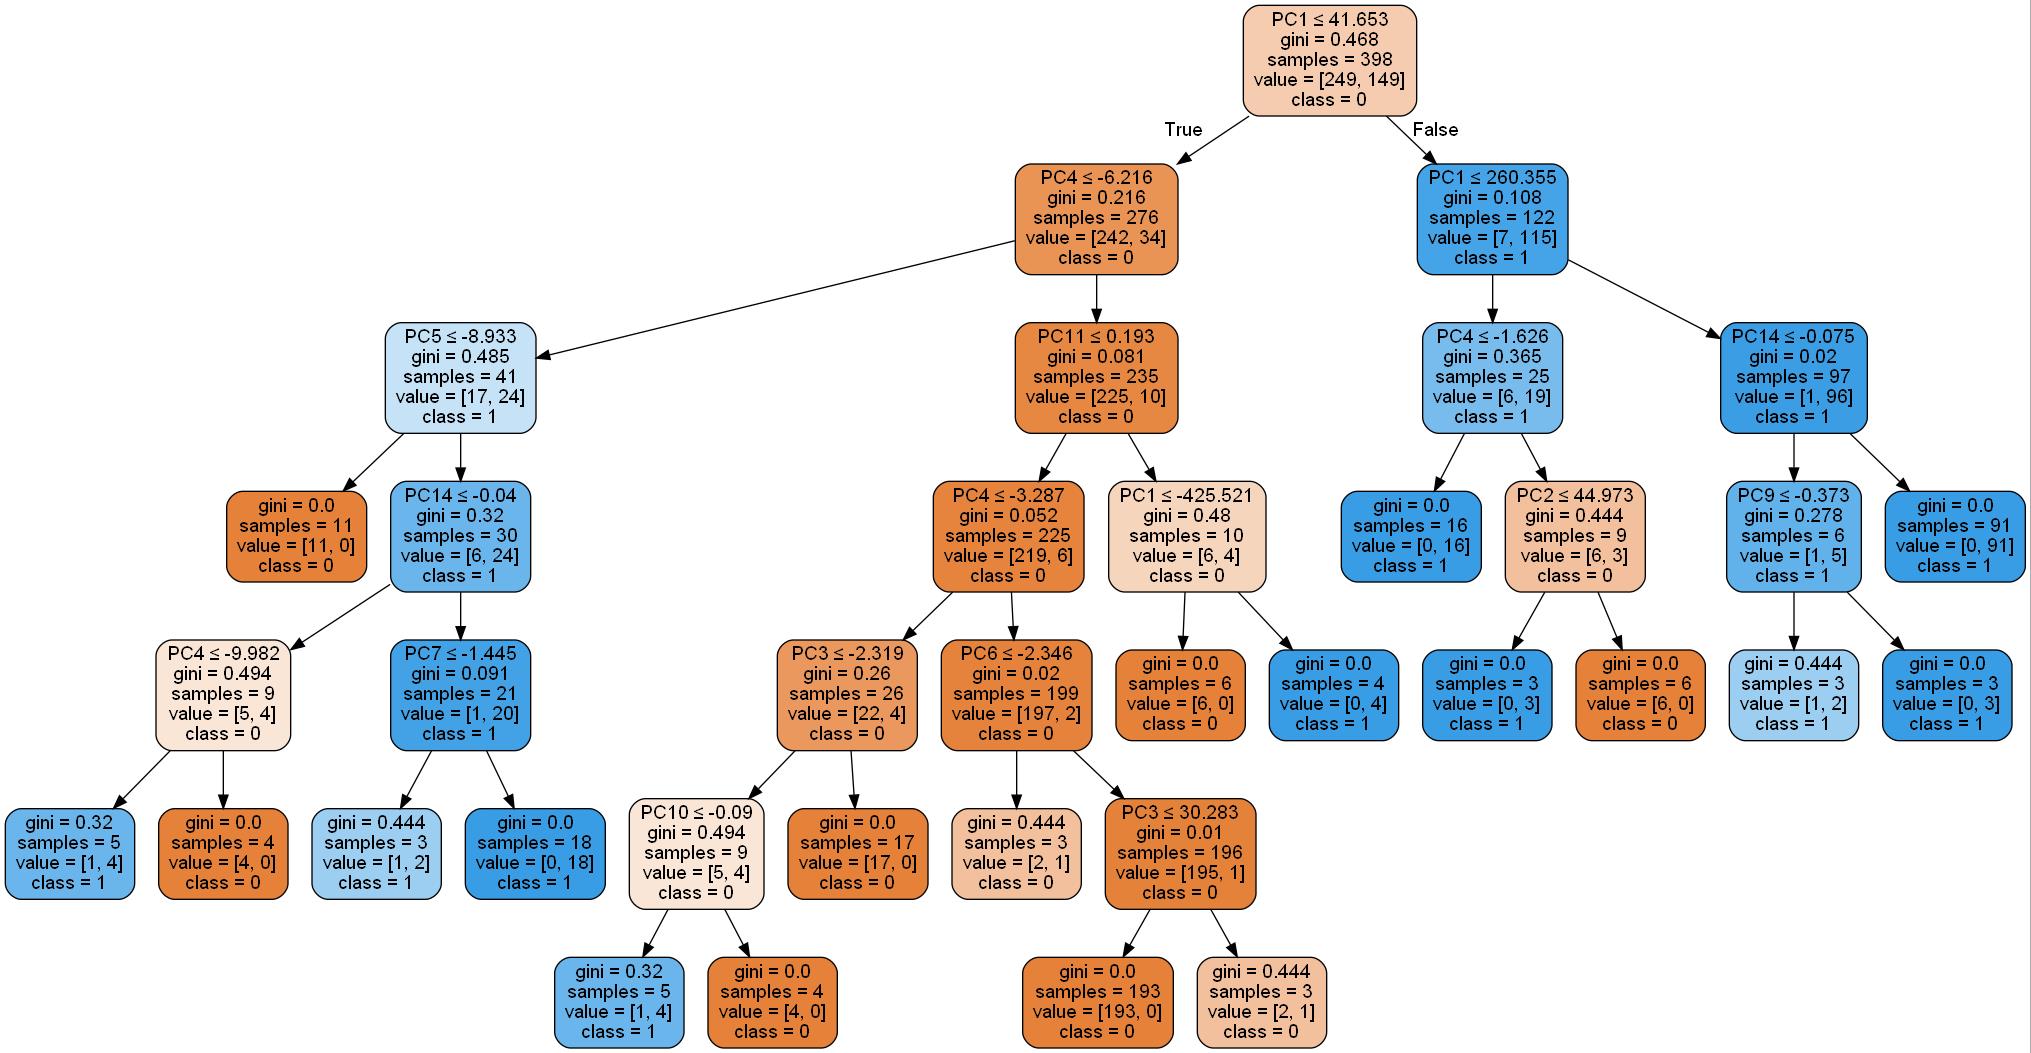 PC1 ≤ 41.653
gini = 0.468
samples = 398
value = [249, 149]
class = 0
True
False
PC4 ≤ -6.216
gini = 0.216
samples = 276
value = [242, 34]
class = 0
PC1 ≤ 260.355
gini = 0.108
samples = 122
value = [7, 115]
class = 1
PC5 ≤ -8.933
gini = 0.485
samples = 41
value = [17, 24]
class = 1
PC11 ≤ 0.193
gini = 0.081
samples = 235
value = [225, 10]
class = 0
PC4 ≤ -1.626
gini = 0.365
samples = 25
value = [6, 19]
class = 1
PC14 ≤ -0.075
gini = 0.02
samples = 97
value = [1, 96]
class = 1
gini = 0.0
samples = 11
value = [11, 0]
class = 0
PC14 ≤ -0.04
gini = 0.32
samples = 30
value = [6, 24]
class = 1
PC4 ≤ -3.287
gini = 0.052
samples = 225
value = [219, 6]
class = 0
PC1 ≤ -425.521
gini = 0.48
samples = 10
value = [6, 4]
class = 0
gini = 0.0
samples = 16
value = [0, 16]
class = 1
PC2 ≤ 44.973
gini = 0.444
samples = 9
value = [6, 3]
class = 0
PC9 ≤ -0.373
gini = 0.278
samples = 6
value = [1, 5]
class = 1
gini = 0.0
samples = 91
value = [0, 91]
class = 1
PC4 ≤ -9.982
gini = 0.494
samples = 9
value = [5, 4]
class = 0
PC7 ≤ -1.445
gini = 0.091
samples = 21
value = [1, 20]
class = 1
PC3 ≤ -2.319
gini = 0.26
samples = 26
value = [22, 4]
class = 0
PC6 ≤ -2.346
gini = 0.02
samples = 199
value = [197, 2]
class = 0
gini = 0.0
samples = 6
value = [6, 0]
class = 0
gini = 0.0
samples = 4
value = [0, 4]
class = 1
gini = 0.0
samples = 3
value = [0, 3]
class = 1
gini = 0.0
samples = 6
value = [6, 0]
class = 0
gini = 0.444
samples = 3
value = [1, 2]
class = 1
gini = 0.0
samples = 3
value = [0, 3]
class = 1
gini = 0.32
samples = 5
value = [1, 4]
class = 1
gini = 0.0
samples = 4
value = [4, 0]
class = 0
gini = 0.444
samples = 3
value = [1, 2]
class = 1
gini = 0.0
samples = 18
value = [0, 18]
class = 1
PC10 ≤ -0.09
gini = 0.494
samples = 9
value = [5, 4]
class = 0
gini = 0.0
samples = 17
value = [17, 0]
class = 0
gini = 0.444
samples = 3
value = [2, 1]
class = 0
PC3 ≤ 30.283
gini = 0.01
samples = 196
value = [195, 1]
class = 0
gini = 0.32
samples = 5
value = [1, 4]
class = 1
gini = 0.0
samples = 4
value = [4, 0]
class = 0
gini = 0.0
samples = 193
value = [193, 0]
class = 0
gini = 0.444
samples = 3
value = [2, 1]
class = 0